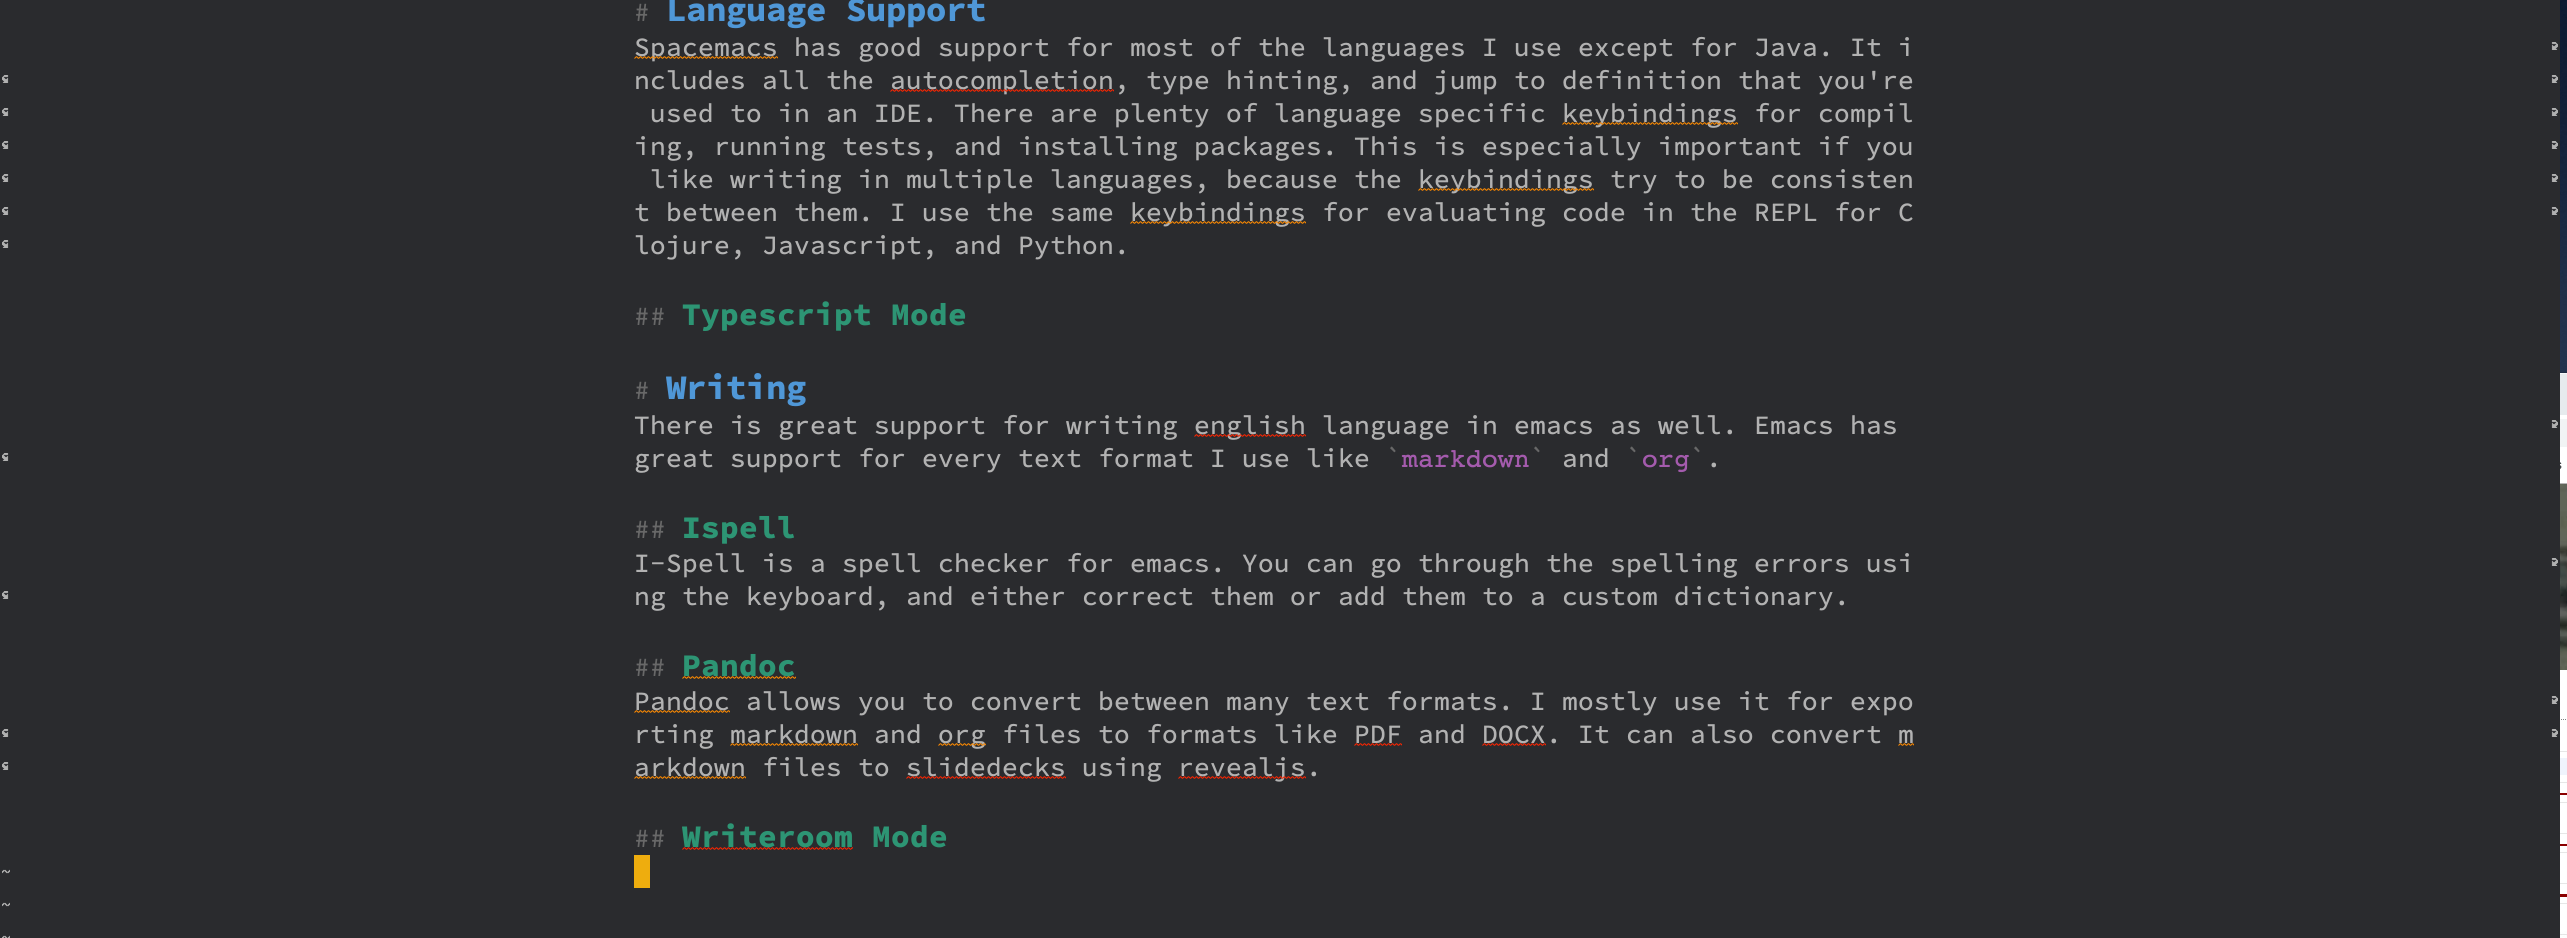 # Language Support
Spacemacs has good support for most of the languages I use except for Java. It i
ncludes all the autocompletion, type hinting, and jump to definition that you're
used to in an IDE. There are plenty of language specific keybindings for compil
ing, running tests, and installing packages. This is especially important if you
like writing in multiple languages, because the keybindings try to be consisten
t between them. I use the same keybindings for evaluating code in the REPL for C
lojure, Javascript, and Python.
## Typescript Mode
# Writing
There is great support for writing english language in emacs as well. Emacs has
great support for every text format I use like `markdown` and `org`.
## Ispell
I-Spell is a spell checker for emacs. You can go through the spelling errors usi
ng the keyboard, and either correct them or add them to a custom dictionary.
## Pandoc
Pandoc allows you to convert between many text formats. I mostly use it for expo
rting markdown and org files to formats like PDF and DOCX. It can also convert m
arkdown files to slidedecks using revealjs.
## Writeroom Mode
~
~
~